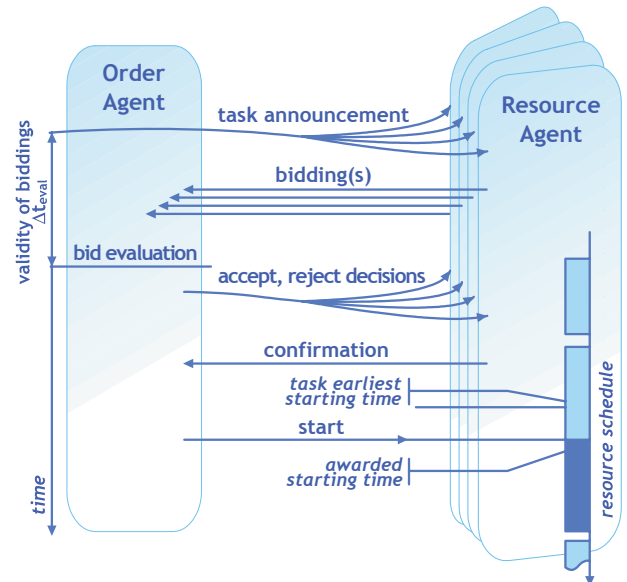 Order
Agent
task announcement
Resource
Agent
bidding(s)
validity of biddings
Δt_eval
bid evaluation
accept, reject decisions
confirmation
task earliest
starting time
start
awarded
starting time
time
resource schedule